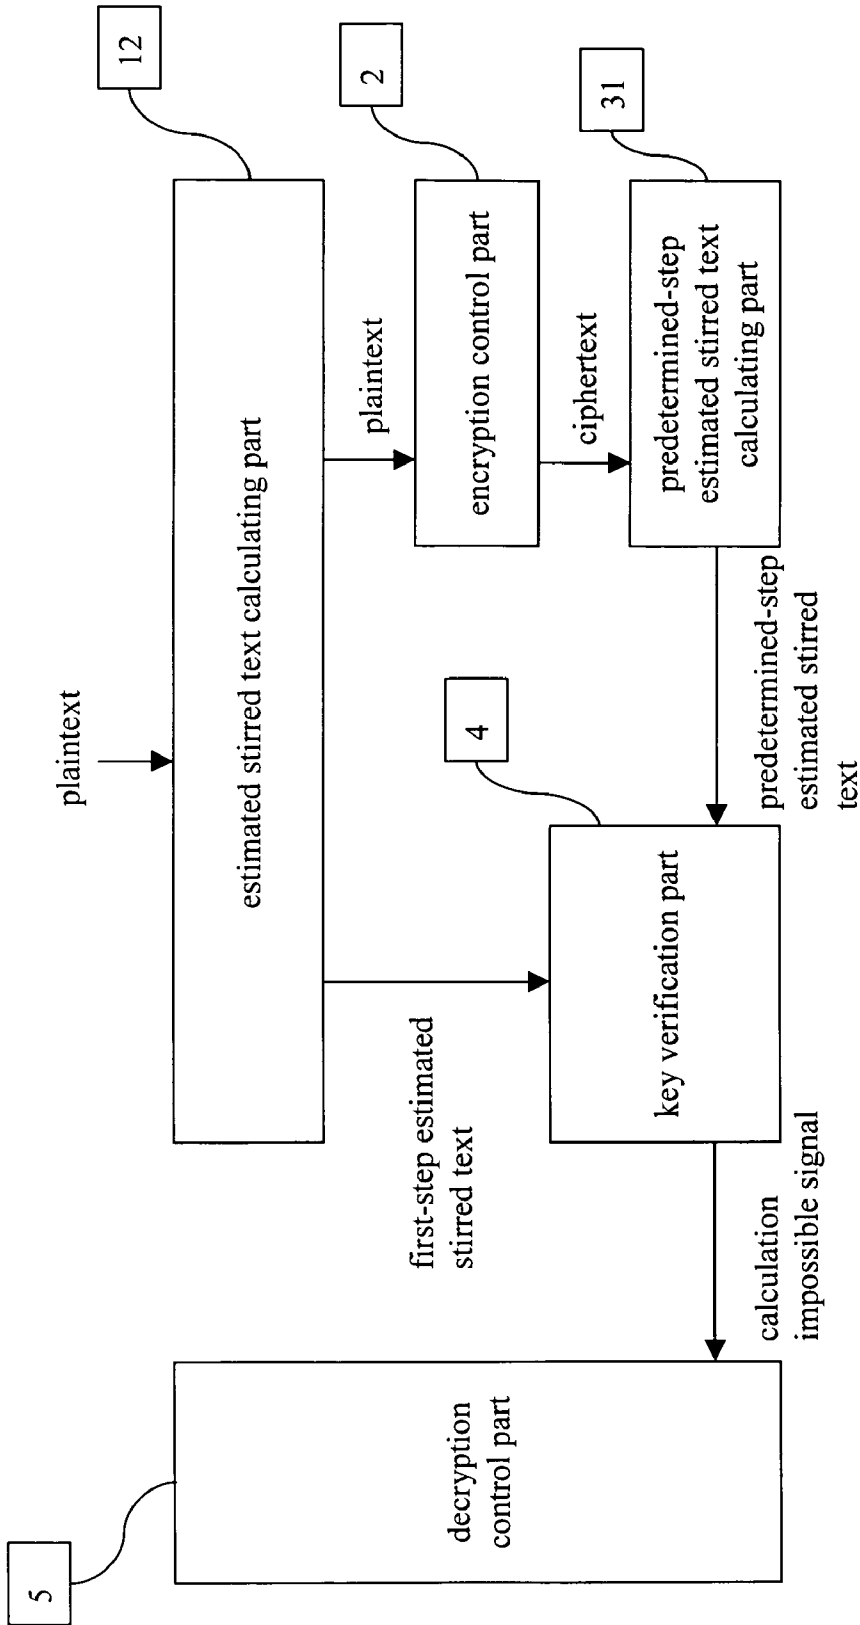 5
decryption
control part
calculation
impossible signal
plaintext
estimated stirred text calculating part
12
first-step estimated
stirred text
key verification part
4
plaintext
encryption control part
2
ciphertext
predetermined-step
estimated stirred text
calculating part
31
predetermined-step
estimated stirred
text